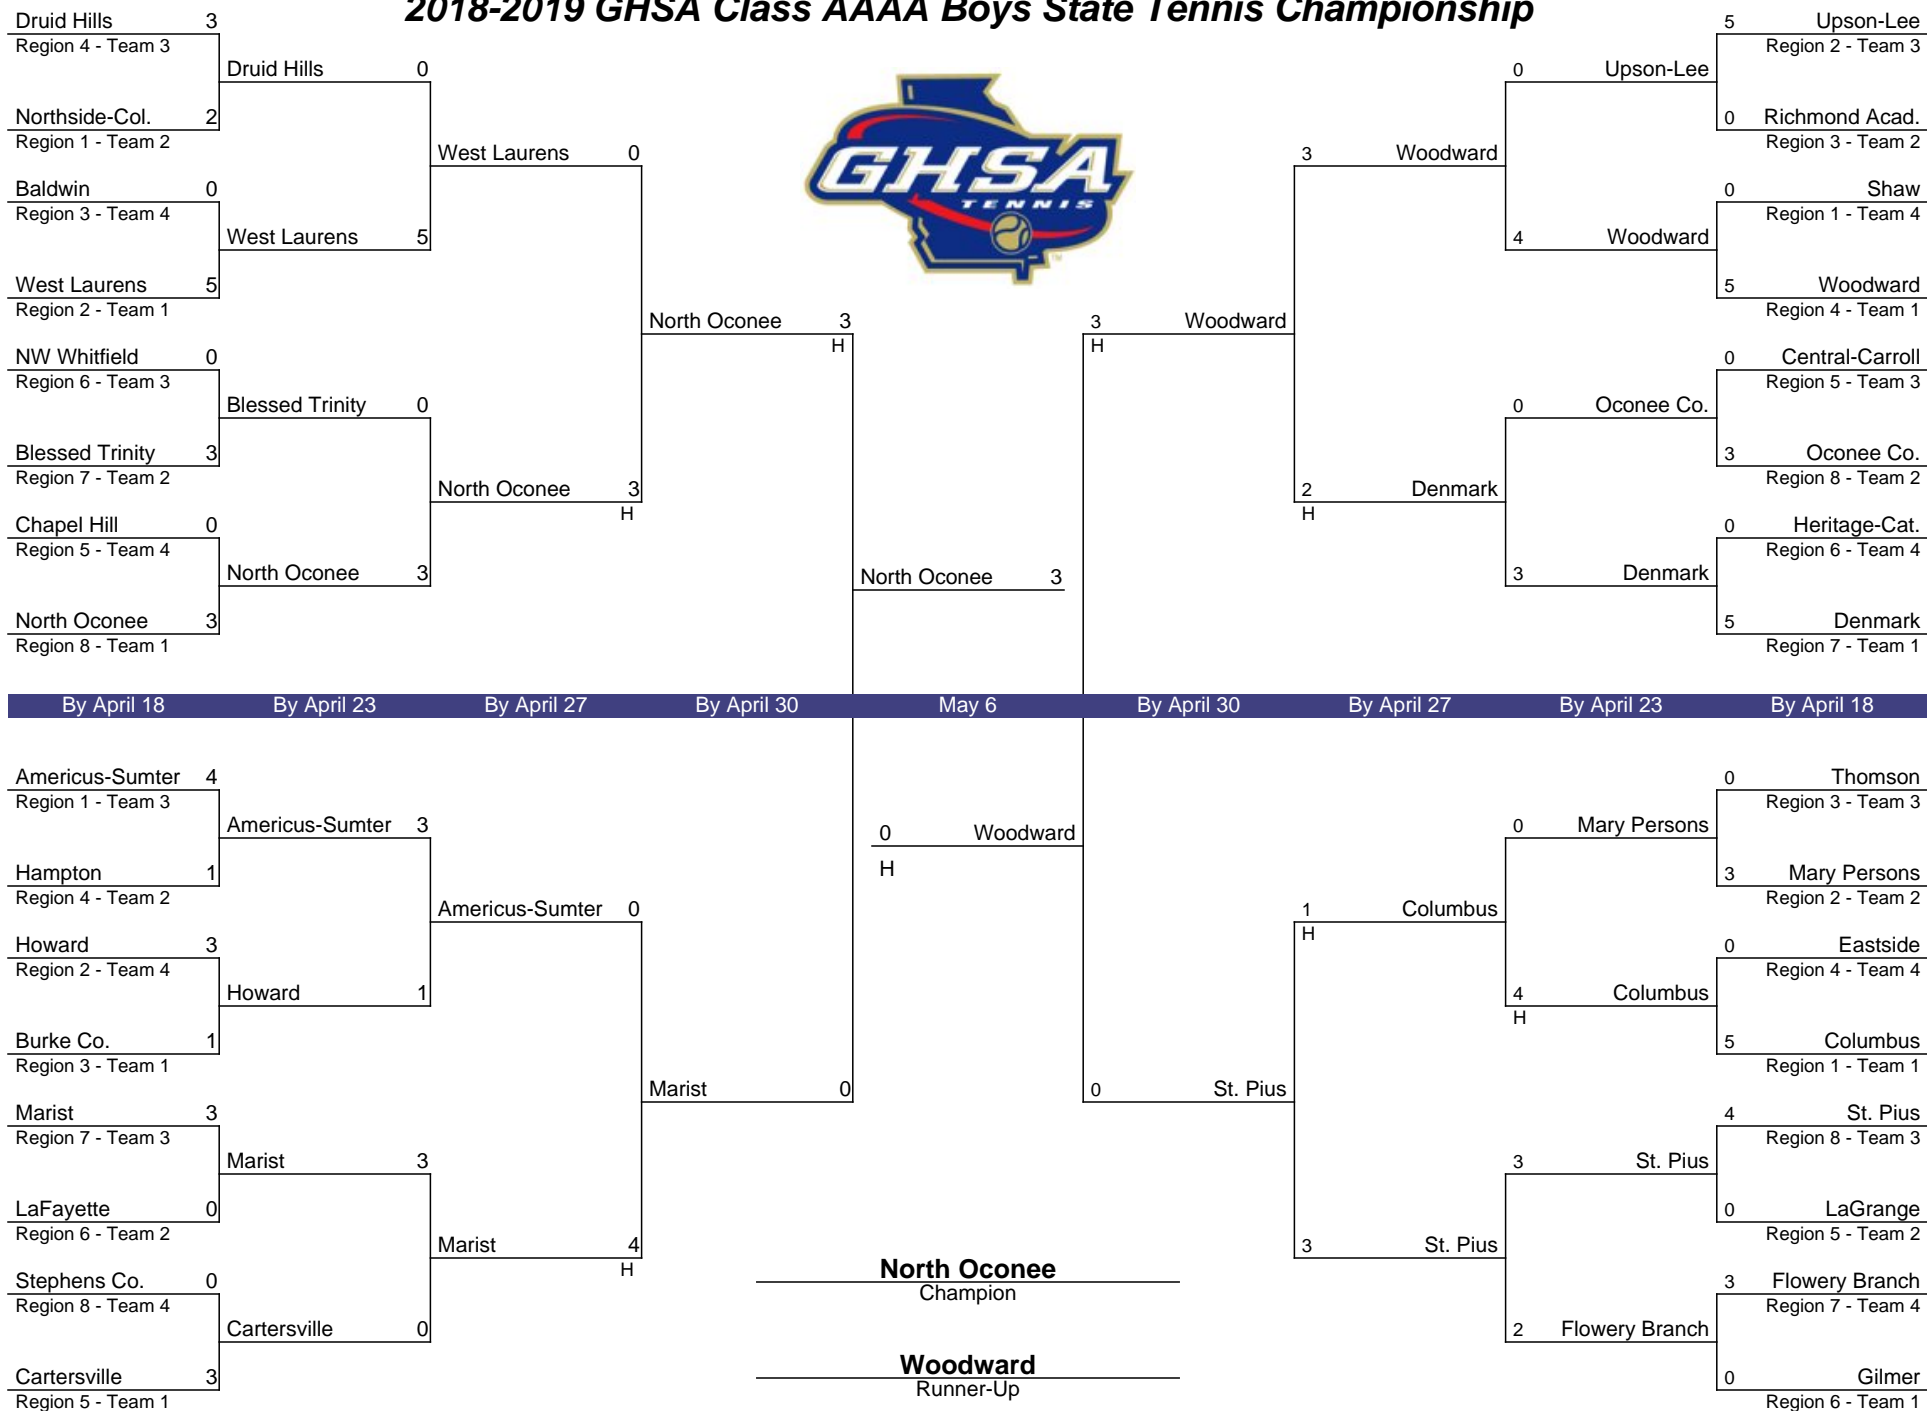 2018-2019 GHSA Class AAAA Boys State Tennis Championship
GHSA
TENNIS
TM
Druid Hills 3
Region 4 - Team 3
Northside-Col. 2
Region 1 - Team 2
Baldwin 0
Region 3 - Team 4
West Laurens 5
Region 2 - Team 1
NW Whitfield 0
Region 6 - Team 3
Blessed Trinity 3
Region 7 - Team 2
Chapel Hill 0
Region 5 - Team 4
North Oconee 3
Region 8 - Team 1
Druid Hills 0
West Laurens 5
Blessed Trinity 0
North Oconee 3
West Laurens 0
North Oconee 3
H
North Oconee 3
H
North Oconee 3
3 Woodward
H
3 Woodward
2 Denmark
H
0 Upson-Lee
4 Woodward
0 Oconee Co.
3 Denmark
5 Upson-Lee
Region 2 - Team 3
0 Richmond Acad.
Region 3 - Team 2
0 Shaw
Region 1 - Team 4
5 Woodward
Region 4 - Team 1
0 Central-Carroll
Region 5 - Team 3
3 Oconee Co.
Region 8 - Team 2
0 Heritage-Cat.
Region 6 - Team 4
5 Denmark
Region 7 - Team 1
By April 18 By April 23 By April 27 By April 30 May 6 By April 30 By April 27 By April 23 By April 18
Americus-Sumter 4
Region 1 - Team 3
Hampton 1
Region 4 - Team 2
Howard 3
Region 2 - Team 4
Burke Co. 1
Region 3 - Team 1
Marist 3
Region 7 - Team 3
LaFayette 0
Region 6 - Team 2
Stephens Co. 0
Region 8 - Team 4
Cartersville 3
Region 5 - Team 1
Americus-Sumter 3
Howard 1
Marist 3
Cartersville 0
Americus-Sumter 0
Marist 4
H
Marist 0
0 Woodward
H
0 St. Pius
1 Columbus
H
3 St. Pius
0 Mary Persons
4 Columbus
H
3 St. Pius
2 Flowery Branch
0 Thomson
Region 3 - Team 3
3 Mary Persons
Region 2 - Team 2
0 Eastside
Region 4 - Team 4
5 Columbus
Region 1 - Team 1
4 St. Pius
Region 8 - Team 3
0 LaGrange
Region 5 - Team 2
3 Flowery Branch
Region 7 - Team 4
0 Gilmer
Region 6 - Team 1
North Oconee
Champion
Woodward
Runner-Up